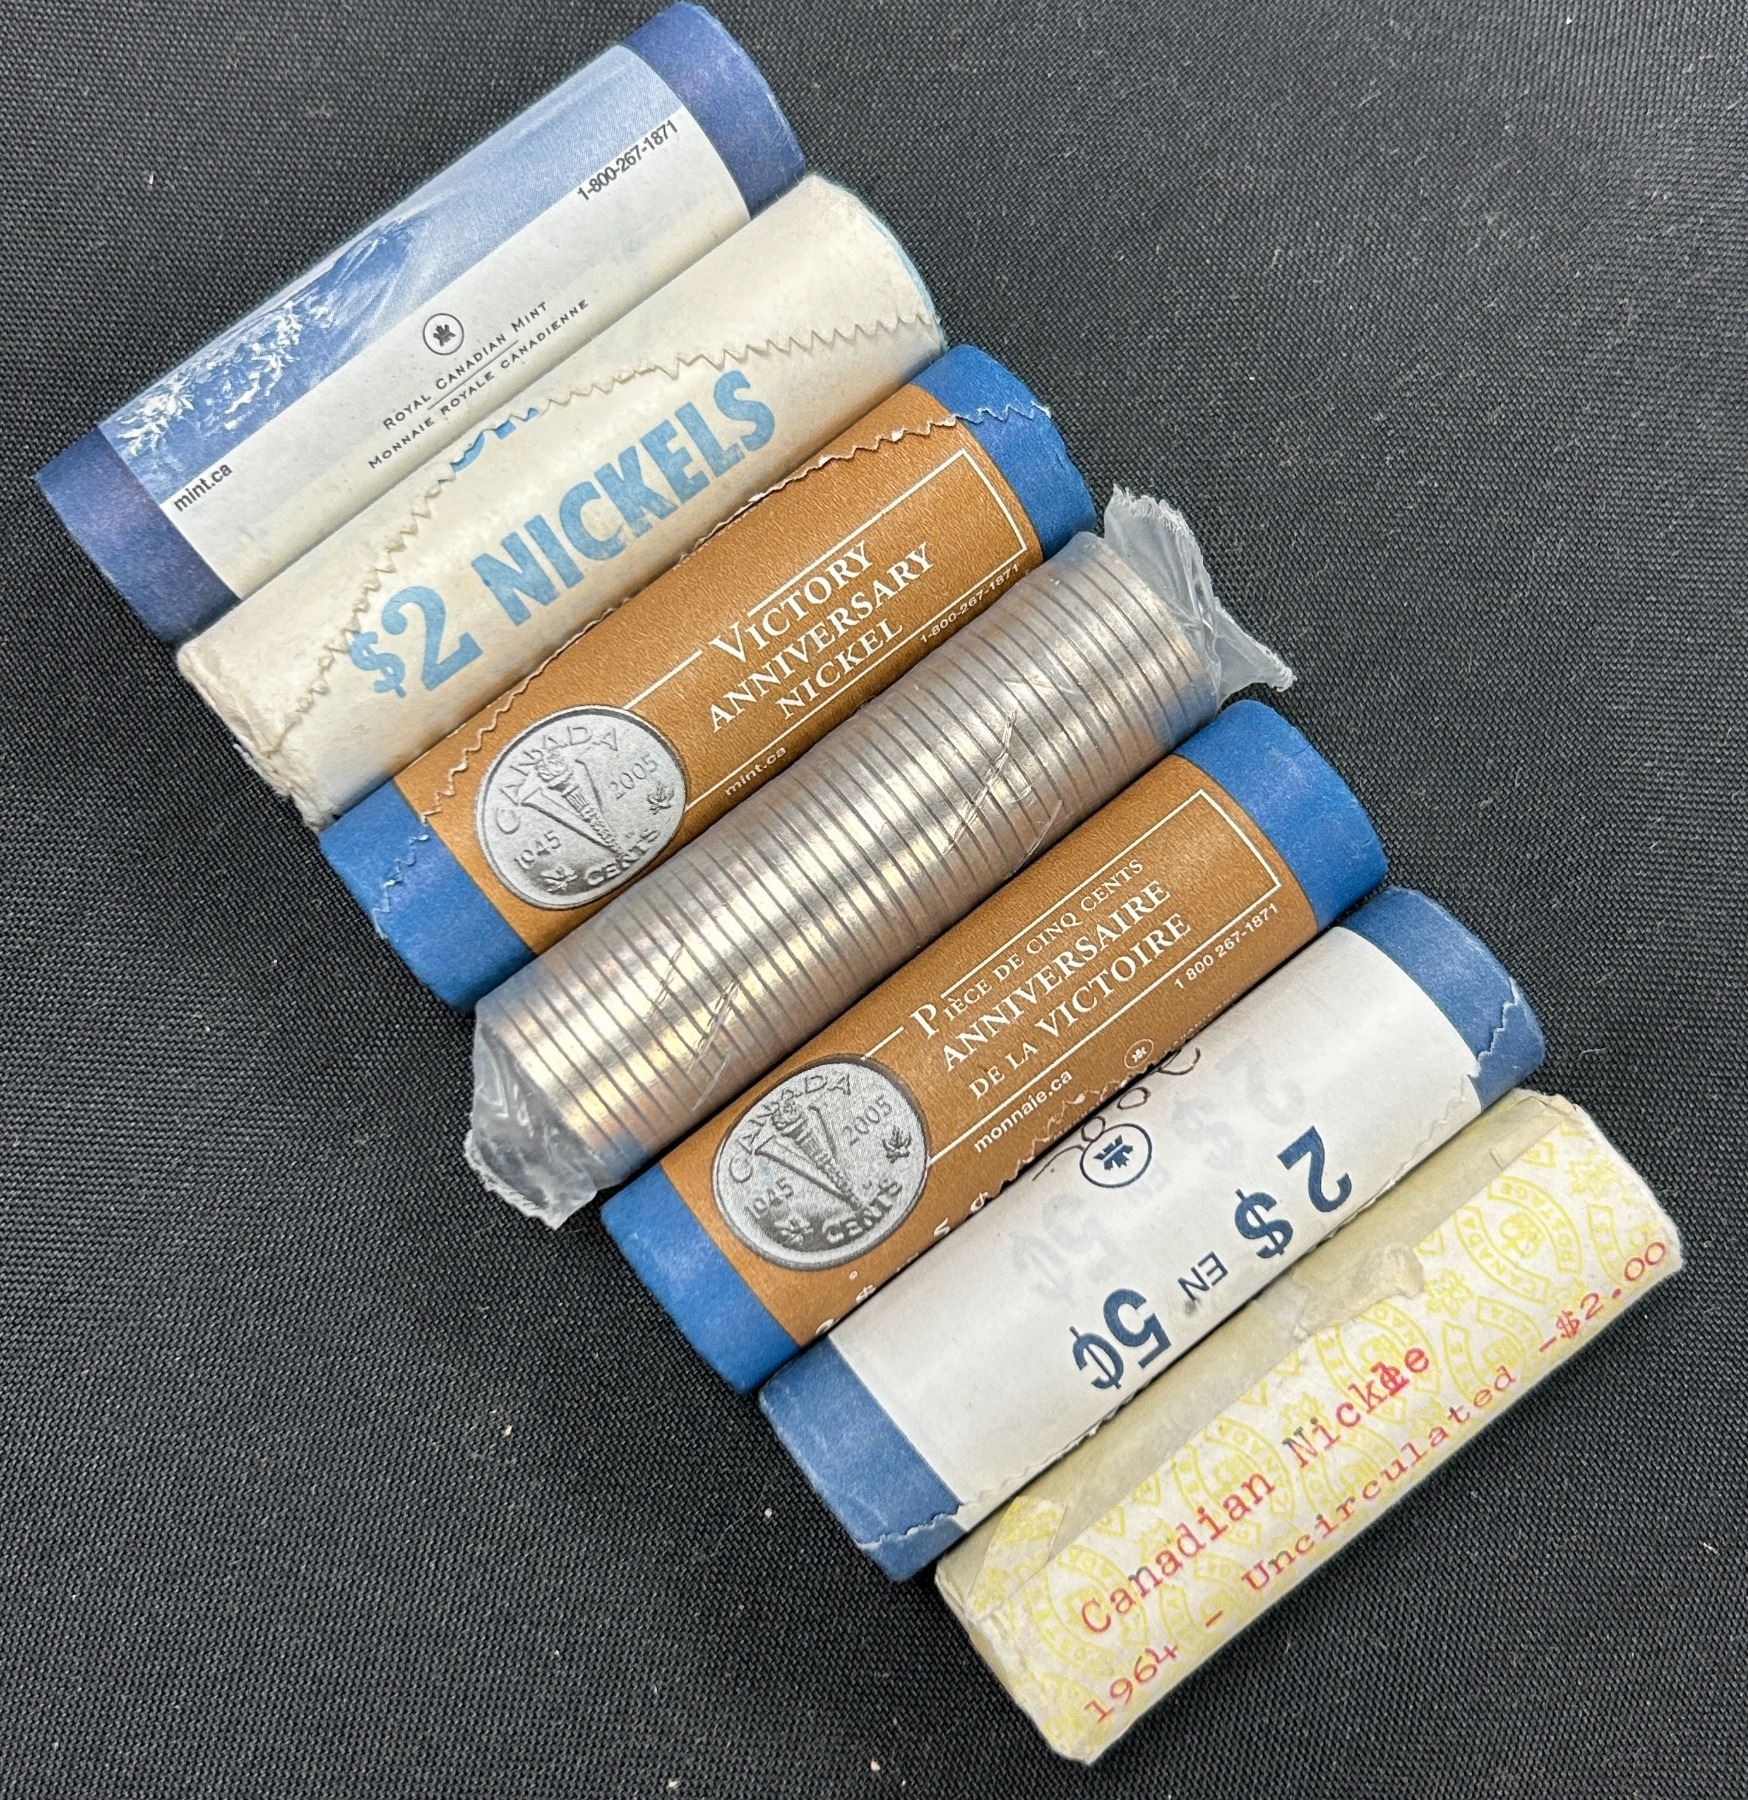 1-800-267-1871
ROYAL CANADIAN MINT
MONNAIE ROYALE CANADIENNE
mint.ca
$2 NICKELS
VICTORY
ANNIVERSARY
NICKEL
1-800-267-1871
mint.ca
CANADA
1945 2005
CENTS
PIÈCE DE CINQ CENTS
ANNIVERSAIRE
DE LA VICTOIRE
1 800 267-1871
monnaie.ca
CANADA
1945 2005
CENTS
5 ¢
2 $ EN 5¢
Canadian Nickle
1964 - Uncirculated -$2.00